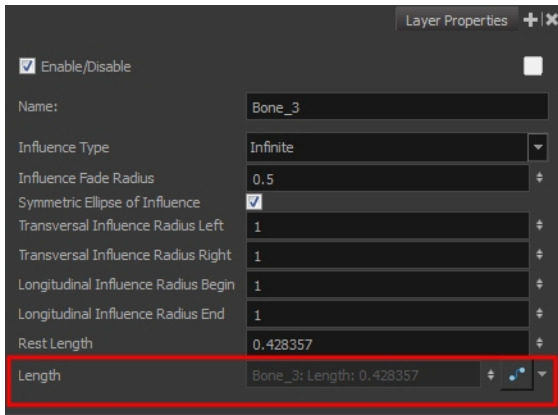 Layer Properties
Enable/Disable
Name: Bone_3
Influence Type Infinite
Influence Fade Radius 0.5
Symmetric Ellipse of Influence
Transversal Influence Radius Left 1
Transversal Influence Radius Right 1
Longitudinal Influence Radius Begin 1
Longitudinal Influence Radius End 1
Rest Length 0.428357
Length Bone_3: Length: 0.428357